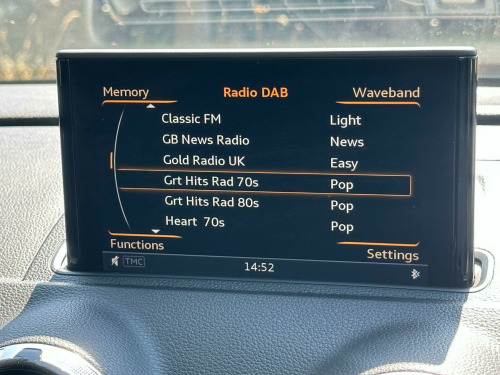 Memory Radio DAB Waveband
Classic FM Light
GB News Radio News
Gold Radio UK Easy
Grt Hits Rad 70s Pop
Grt Hits Rad 80s Pop
Heart 70s Pop
Functions Settings
TMC 14:52